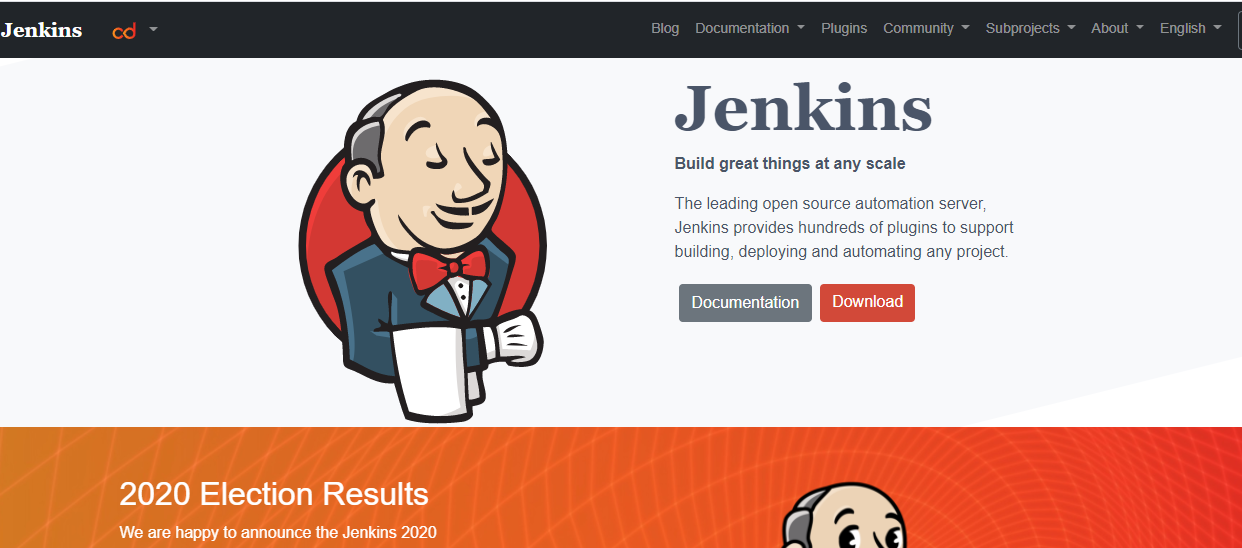 Jenkins cd Blog Documentation Plugins Community Subprojects About English
Jenkins
Build great things at any scale
The leading open source automation server,
Jenkins provides hundreds of plugins to support
building, deploying and automating any project.
Documentation Download
2020 Election Results
We are happy to announce the Jenkins 2020